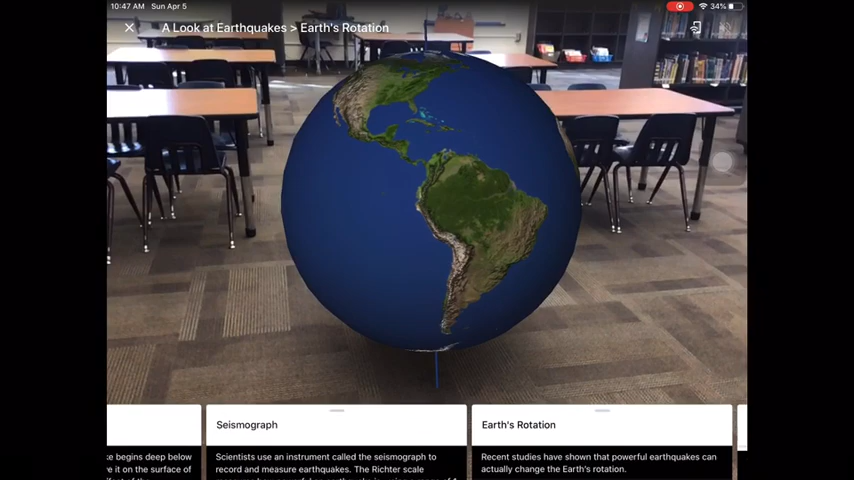 10:47 AM Sun Apr 5
34%
A Look at Earthquakes > Earth's Rotation
Seismograph
Earth's Rotation
ke begins deep below
ve it on the surface of
Scientists use an instrument called the seismograph to
record and measure earthquakes. The Richter scale
Recent studies have shown that powerful earthquakes can
actually change the Earth's rotation.